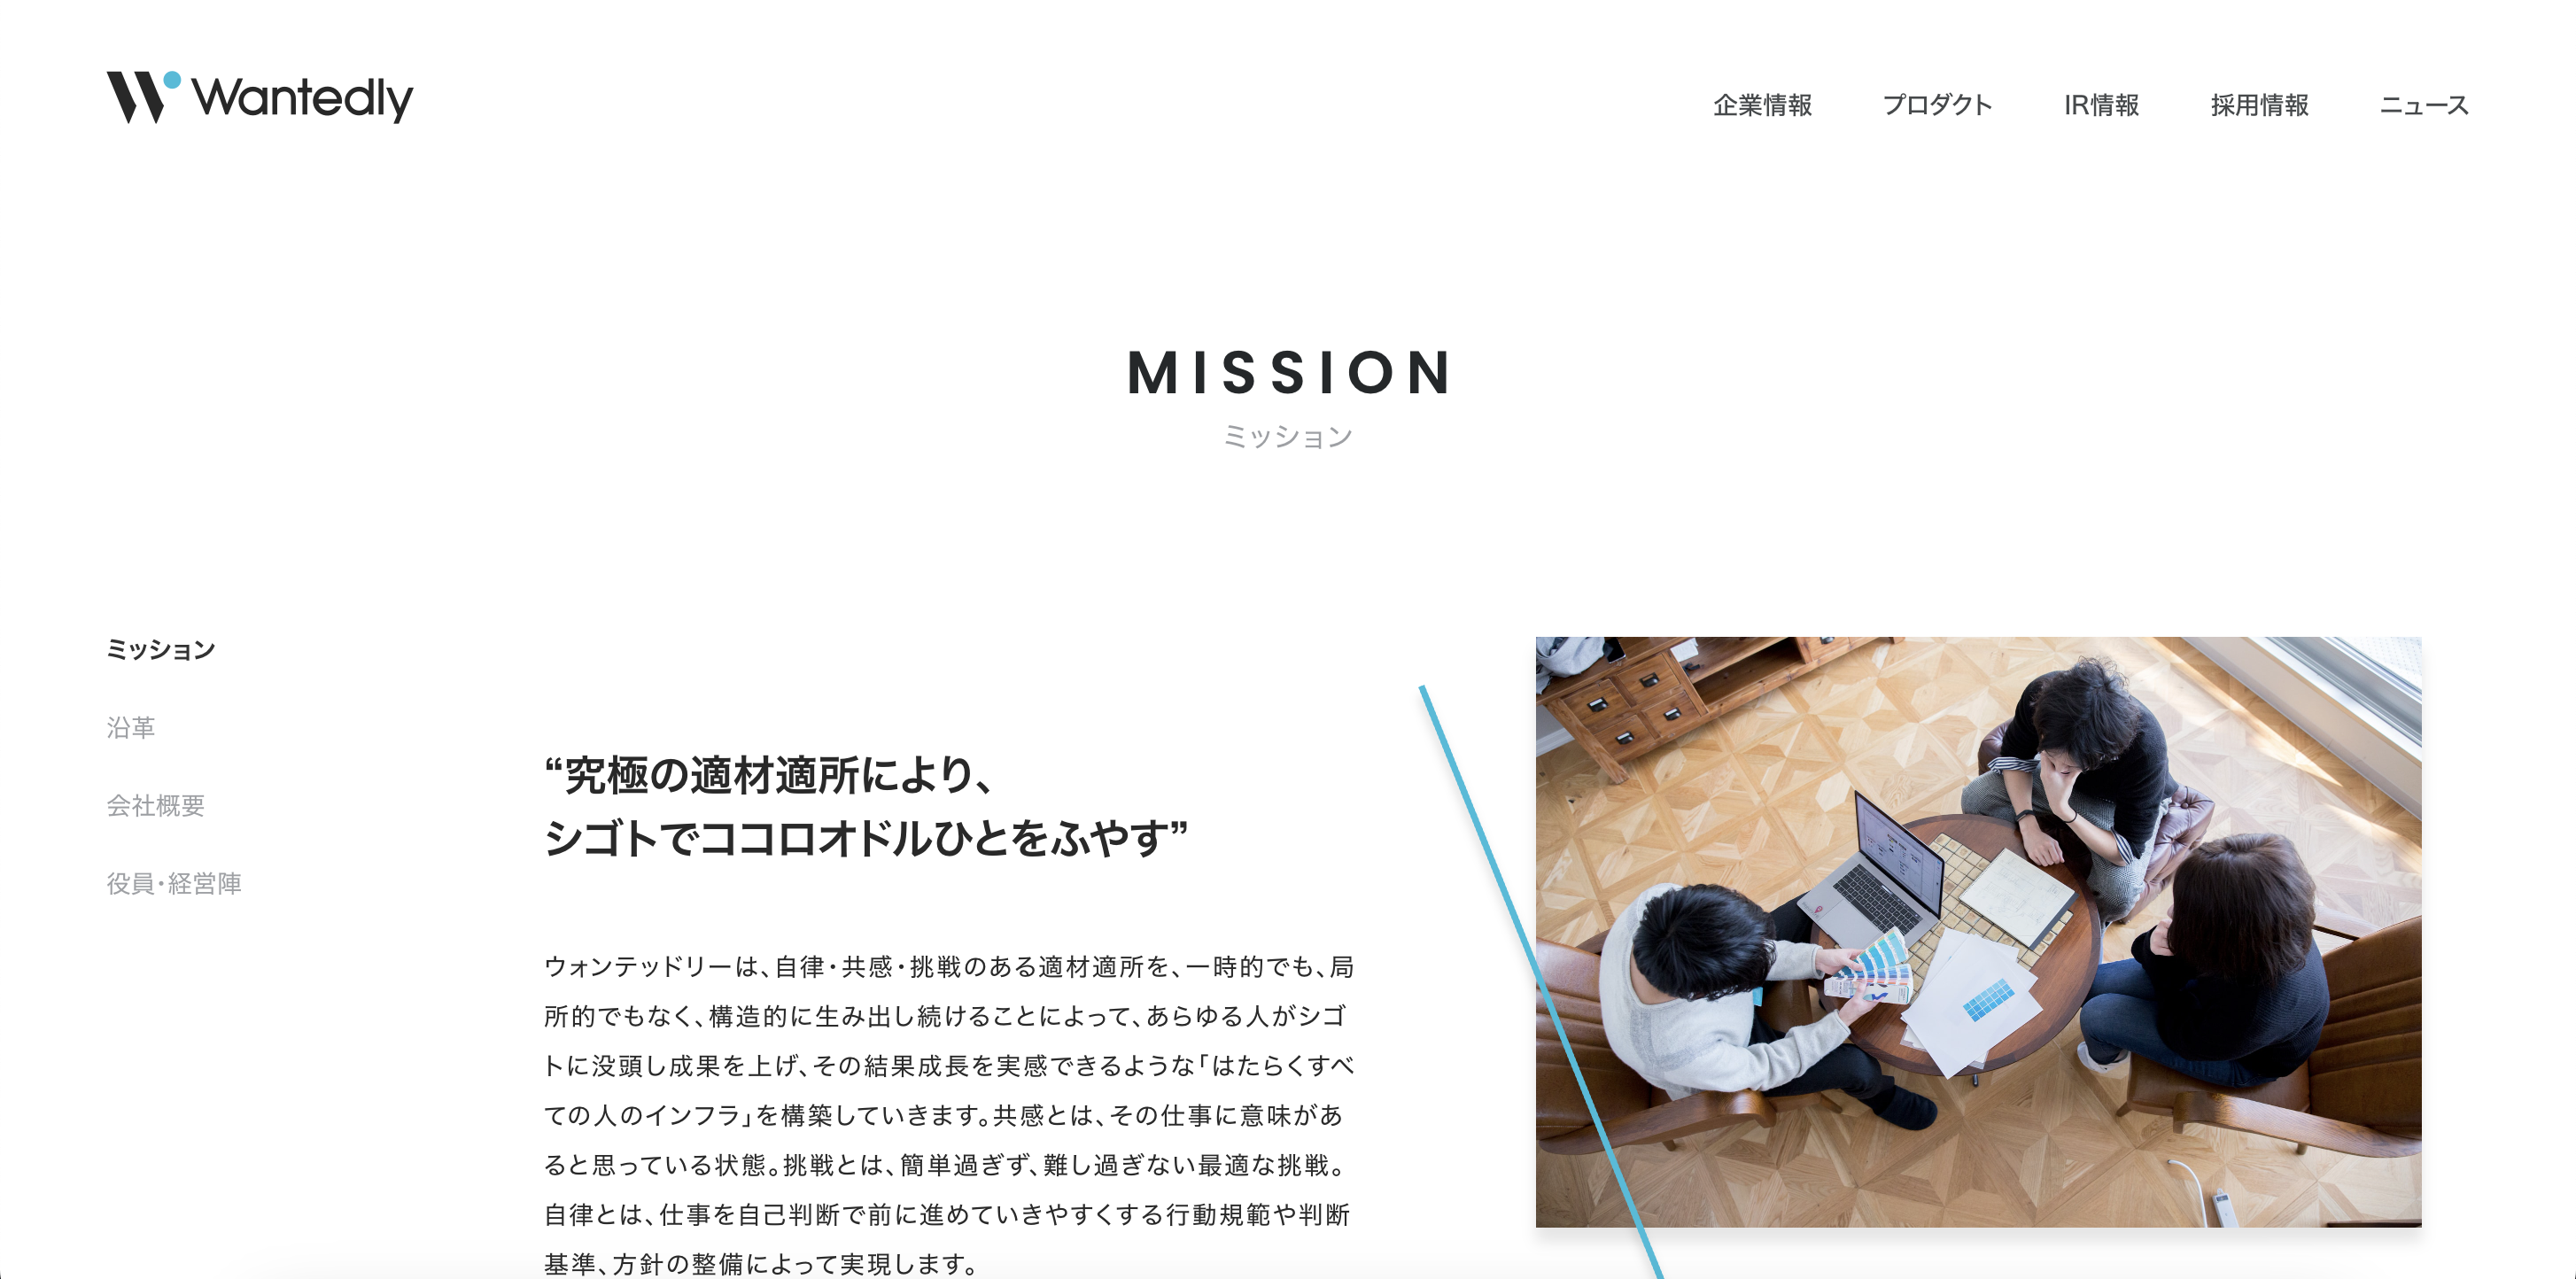 Wantedly
企業情報
プロダクト
IR情報
採用情報
ニュース
MISSION
ミッション
ミッション
沿革
会社概要
役員・経営陣
“究極の適材適所により、
シゴトでココロオドルひとをふやす”
ウォンテッドリーは、自律・共感・挑戦のある適材適所を、一時的でも、局
所的でもなく、構造的に生み出し続けることによって、あらゆる人がシゴ
トに没頭し成果を上げ、その結果成長を実感できるような「はたらくすべ
ての人のインフラ」を構築していきます。共感とは、その仕事に意味があ
ると思っている状態。挑戦とは、簡単過ぎず、難し過ぎない最適な挑戦。
自律とは、仕事を自己判断で前に進めていきやすくする行動規範や判断
基準、方針の整備によって実現します。